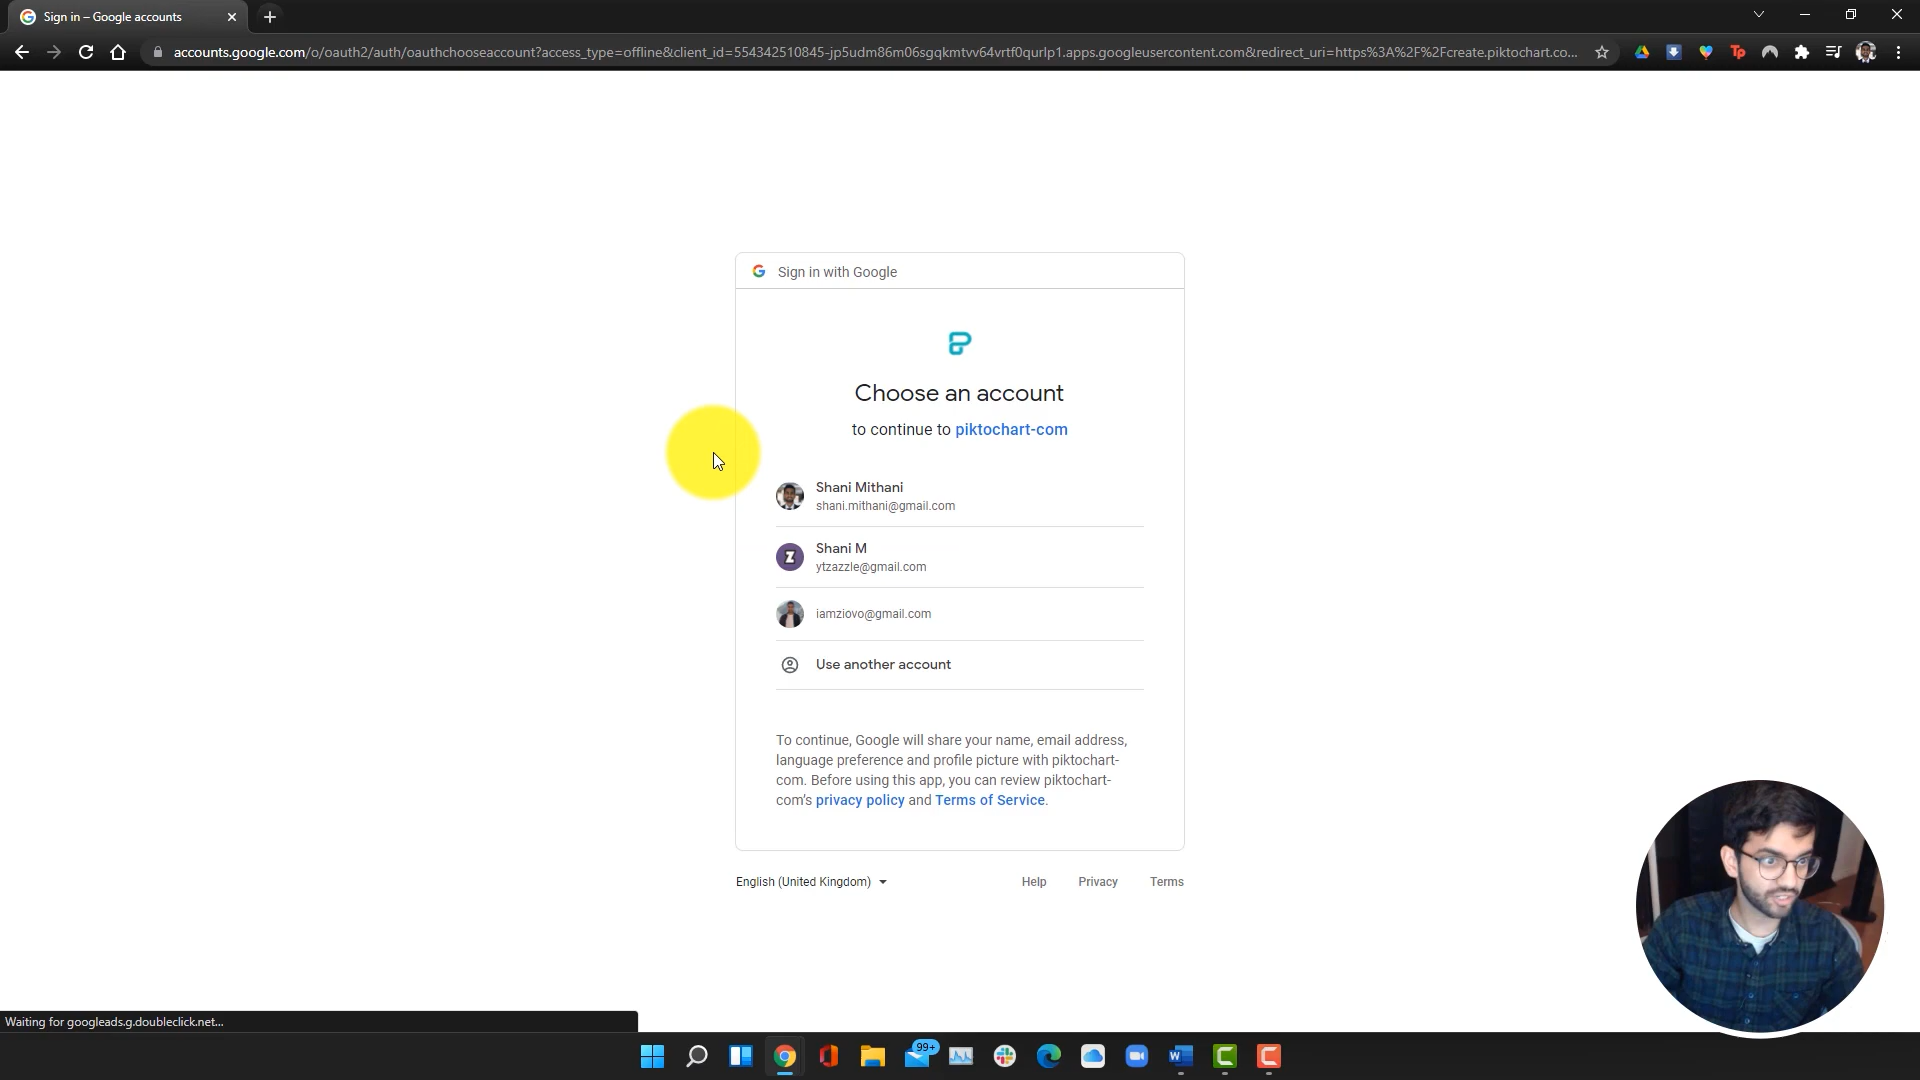 Sign in – Google accounts
accounts.google.com/o/oauth2/auth/oauthchooseaccount?access_type=offline&client_id=554342510845-jp5udm86m06sgqkmtvv64vrtf0qurlp1.apps.googleusercontent.com&redirect_uri=https%3A%2F%2Fcreate.piktochart.co...
Tp
G Sign in with Google
Choose an account
to continue to piktochart-com
Shani Mithani
shani.mithani@gmail.com
Z
Shani M
ytzazzle@gmail.com
iamziovo@gmail.com
Use another account
To continue, Google will share your name, email address,
language preference and profile picture with piktochart-
com. Before using this app, you can review piktochart-
com's privacy policy and Terms of Service.
English (United Kingdom)
Help Privacy Terms
Waiting for googleads.g.doubleclick.net...
99+
W